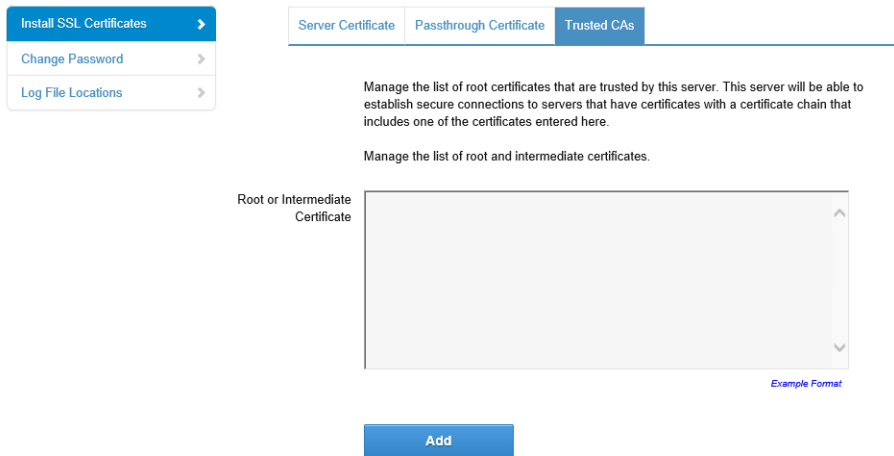 Install SSL Certificates
Change Password
Log File Locations
Server Certificate
Passthrough Certificate
Trusted CAs
Manage the list of root certificates that are trusted by this server. This server will be able to
establish secure connections to servers that have certificates with a certificate chain that
includes one of the certificates entered here.
Manage the list of root and intermediate certificates.
Root or Intermediate
Certificate
Example Format
Add